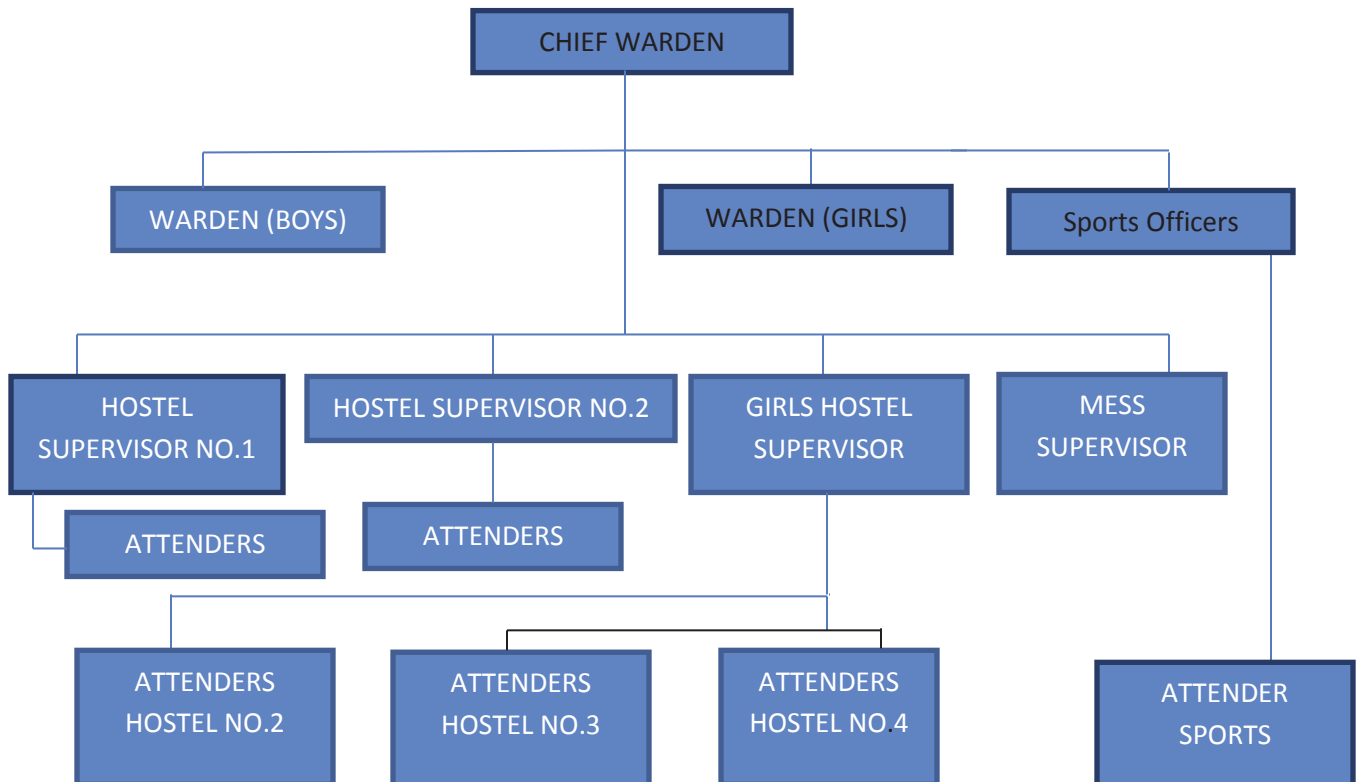 CHIEF WARDEN
WARDEN (BOYS)
WARDEN (GIRLS)
Sports Officers
HOSTEL
SUPERVISOR NO.1
HOSTEL SUPERVISOR NO.2
GIRLS HOSTEL
SUPERVISOR
MESS
SUPERVISOR
ATTENDERS
ATTENDERS
ATTENDERS
HOSTEL NO.2
ATTENDERS
HOSTEL NO.3
ATTENDERS
HOSTEL NO.4
ATTENDER
SPORTS